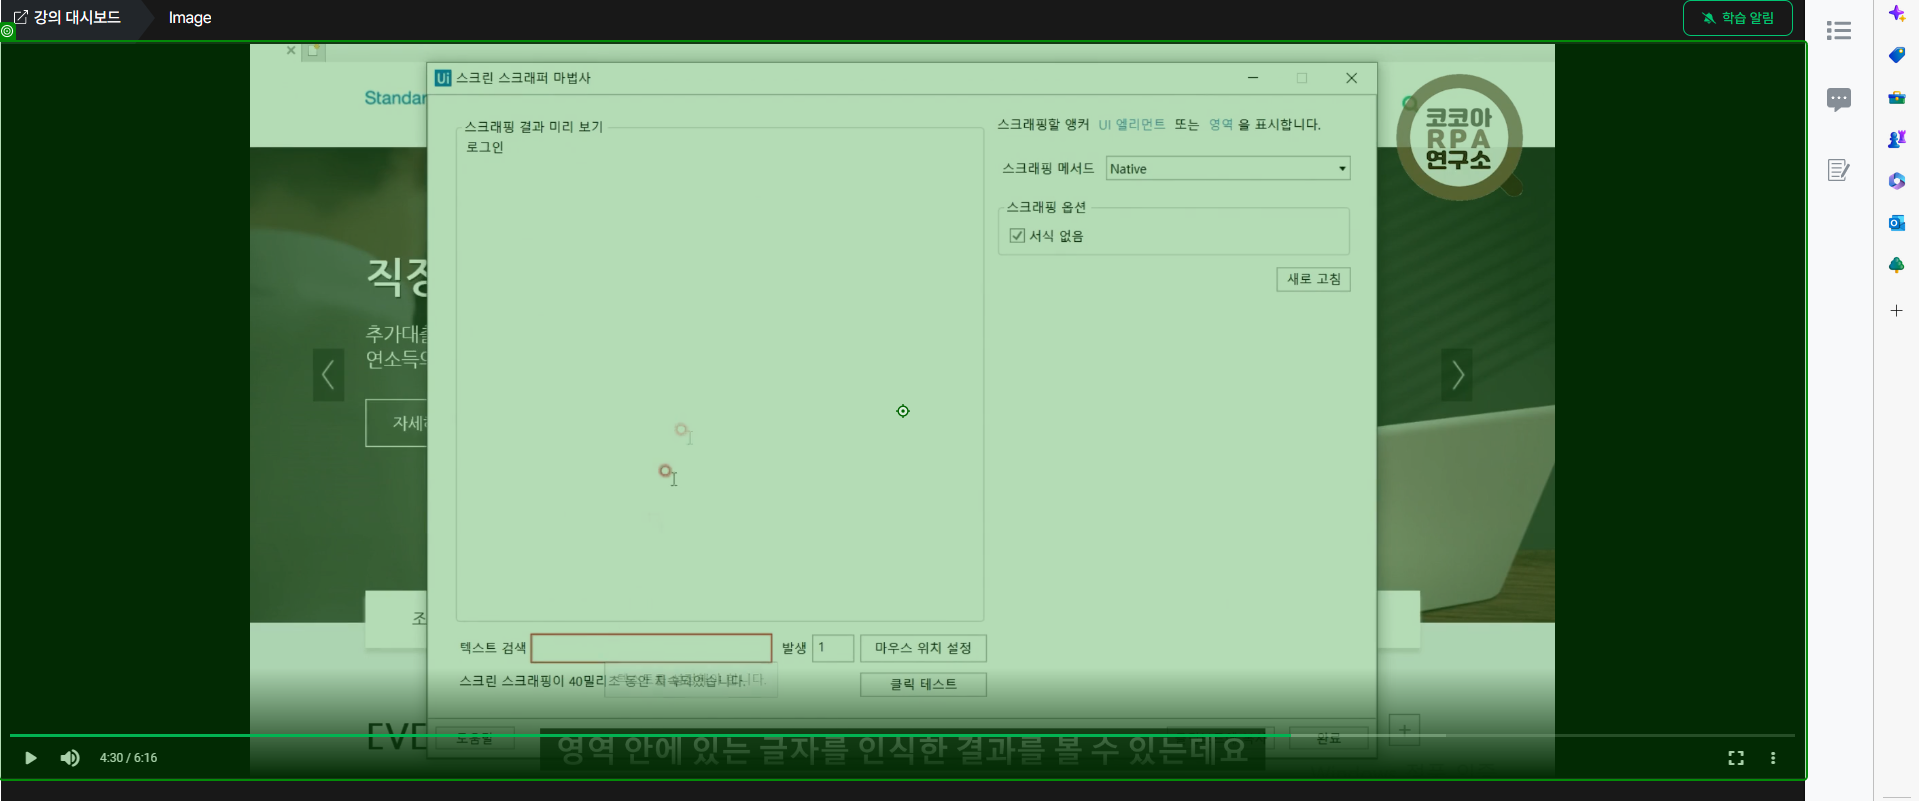 강의 대시보드
Image
학습 알림
Standar
Ui 스크린 스크래퍼 마법사
코코아
RPA
연구소
스크래핑 결과 미리 보기
로그인
스크래핑할 앵커 UI 엘리먼트 또는 영역 을 표시합니다.
스크래핑 메서드 Native
스크래핑 옵션
서식 없음
새로 고침
직장
추가대출
연소득의
자세히
조
텍스트 검색
발생 1
마우스 위치 설정
스크린 스크래핑이 40밀리초 동안 지속되었습니다.
클릭 테스트
EVE
도움말
완료
영역 안에 있는 글자를 인식한 결과를 볼 수 있는데요
4:30 / 6:16